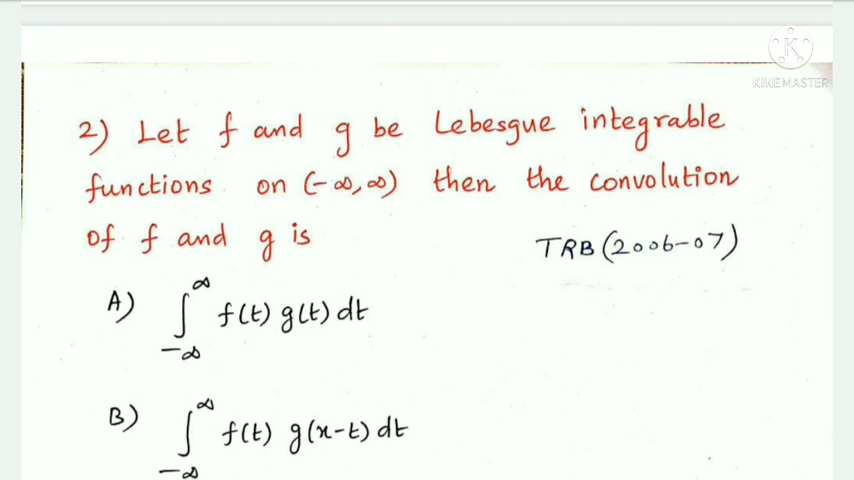 K
KINEMASTER
2) Let f and g be Lebesgue integrable
functions on (-∞,∞) then the convolution
of f and g is
TRB(2006-07)
A) ∫_{-∞}^{∞} f(t) g(t) dt
B) ∫_{-∞}^{∞} f(t) g(x-t) dt